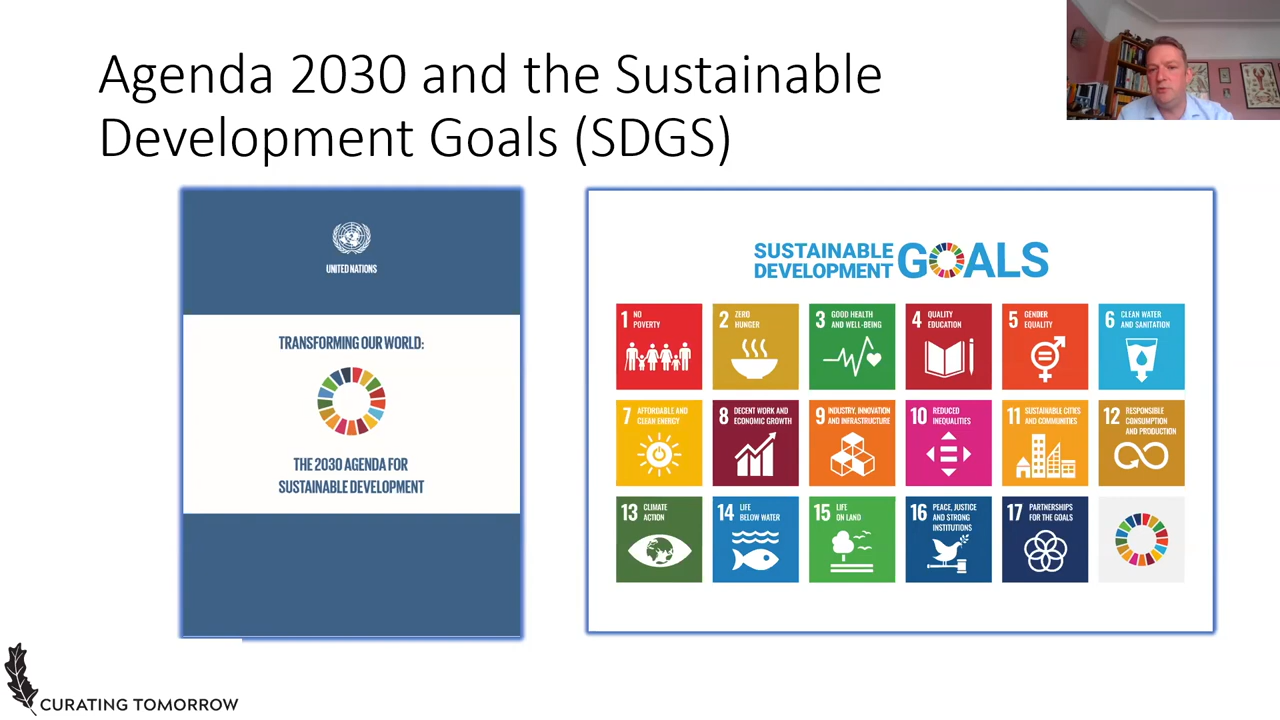 Agenda 2030 and the Sustainable
Development Goals (SDGS)
UNITED NATIONS
TRANSFORMING OUR WORLD:
THE 2030 AGENDA FOR
SUSTAINABLE DEVELOPMENT
SUSTAINABLE
DEVELOPMENT
GOALS
1 NO
POVERTY
2 ZERO
HUNGER
3 GOOD HEALTH
AND WELL-BEING
4 QUALITY
EDUCATION
5 GENDER
EQUALITY
6 CLEAN WATER
AND SANITATION
7 AFFORDABLE AND
CLEAN ENERGY
8 DECENT WORK AND
ECONOMIC GROWTH
9 INDUSTRY, INNOVATION
AND INFRASTRUCTURE
10 REDUCED
INEQUALITIES
11 SUSTAINABLE CITIES
AND COMMUNITIES
12 RESPONSIBLE
CONSUMPTION
AND PRODUCTION
13 CLIMATE
ACTION
14 LIFE
BELOW WATER
15 LIFE
ON LAND
16 PEACE, JUSTICE
AND STRONG
INSTITUTIONS
17 PARTNERSHIPS
FOR THE GOALS
CURATING TOMORROW